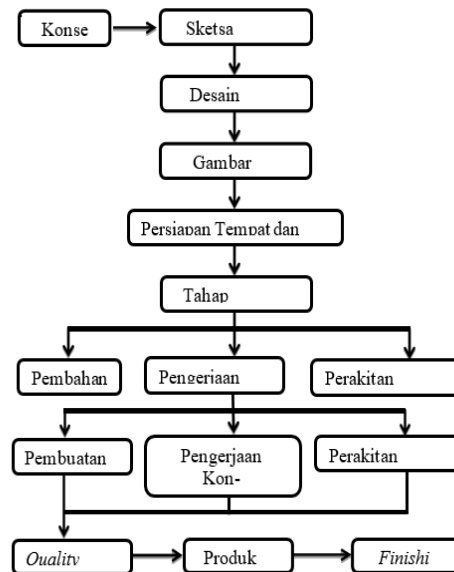 Konse
Sketsa
Desain
Gambar
Persiapan Tempat dan
Tahap
Pembahan
Pengerjaan
Perakitan
Pembuatan
Pengerjaan
Kon-
Perakitan
Quality
Produk
Finishi